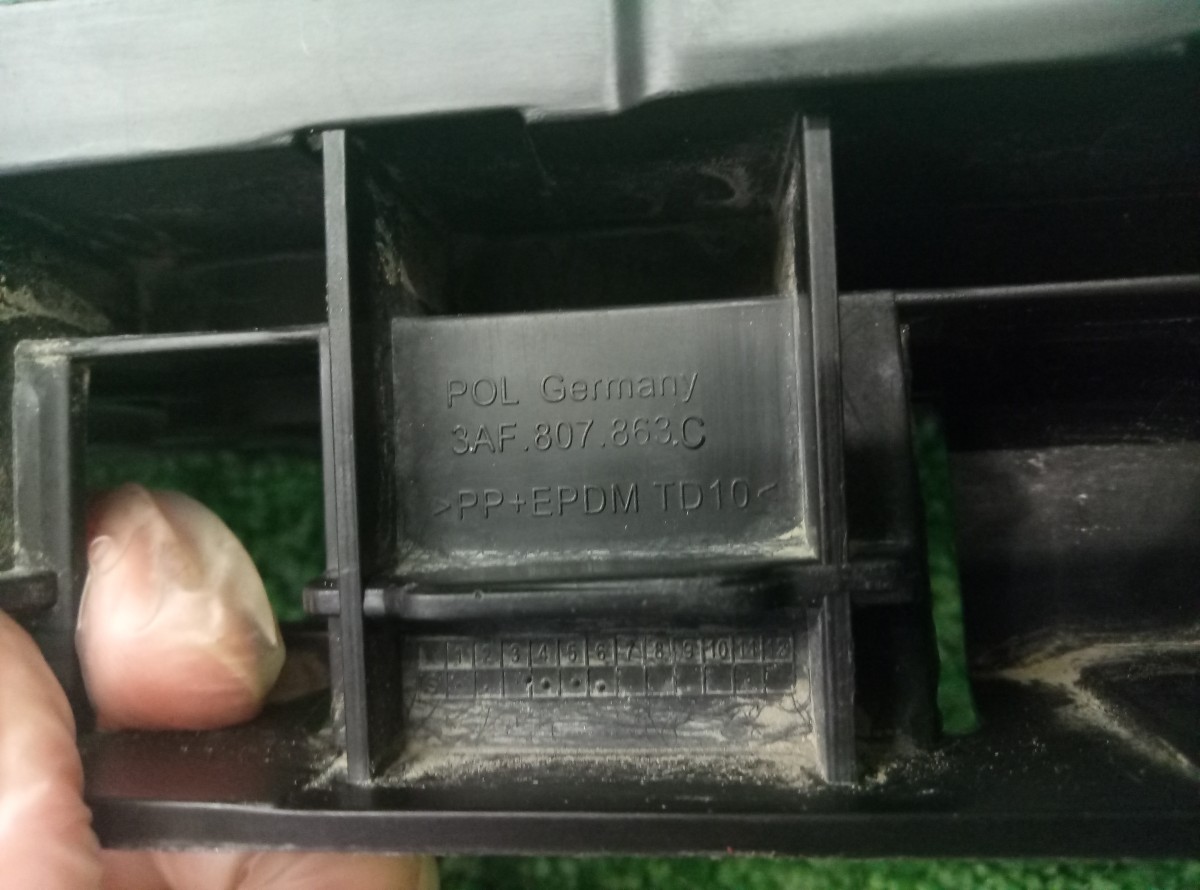 POL Germany
3AF.807.863.C
>PP+EPDM TD10<
1 2 3 4 5 6 7 8 9 10 11 12